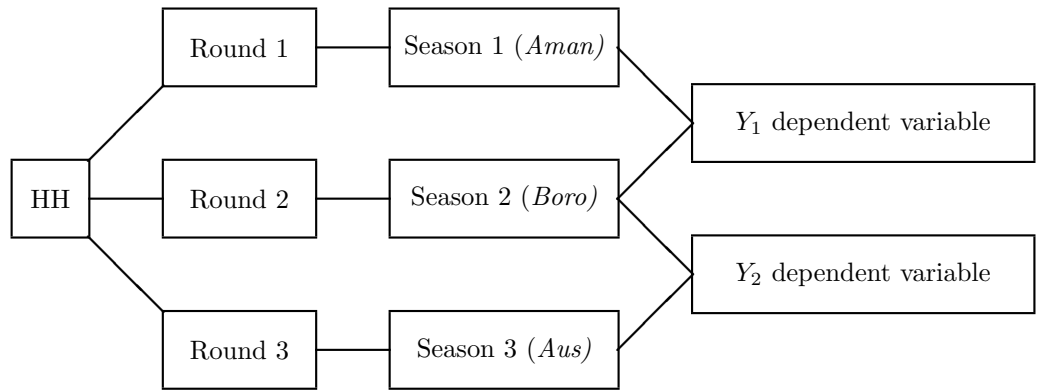 Round 1
Season 1 (Aman)
Y₁ dependent variable
HH
Round 2
Season 2 (Boro)
Y₂ dependent variable
Round 3
Season 3 (Aus)